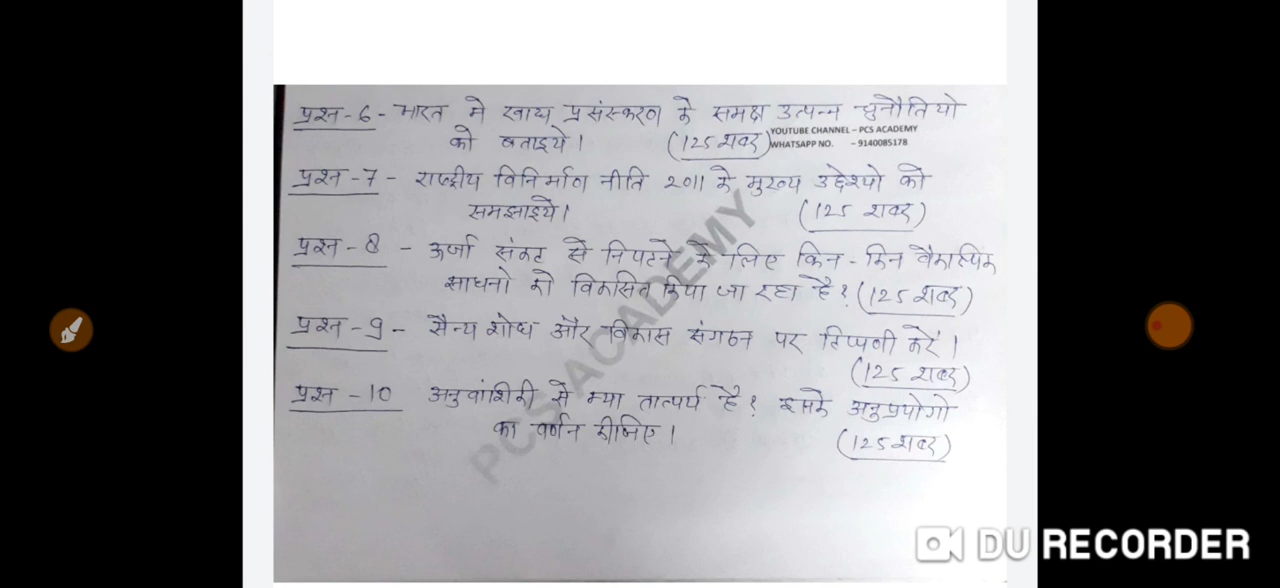 प्रश्न-6- भारत मे खाद्य प्रसंस्करण के समक्ष उत्पन्न चुनौतियो
को बताइये। (125 शब्द)
YOUTUBE CHANNEL – PCS ACADEMY
WHATSAPP NO. – 9140085178
प्रश्न-7- राष्ट्रीय विनिर्माण नीति 2011 के मुख्य उद्देश्यो को
समझाइये। (125 शब्द)
प्रश्न-8 - ऊर्जा संकट से निपटने के लिए किन-किन वैकल्पिक
साधनो को विकसित किया जा रहा है? (125 शब्द)
प्रश्न-9- सैन्य शोध और विकास संगठन पर टिप्पणी करें।
(125 शब्द)
प्रश्न-10 अनुवांशिकी से क्या तात्पर्य है? इसके अनुप्रयोगो
का वर्णन कीजिए। (125 शब्द)
PCS ACADEMY
DU RECORDER